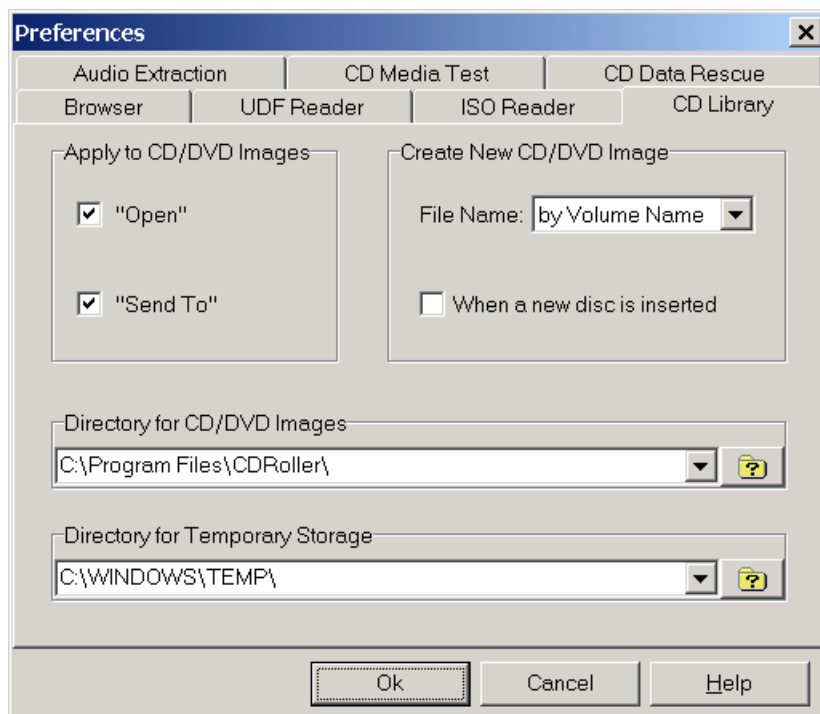 Preferences
Audio Extraction CD Media Test CD Data Rescue
Browser UDF Reader ISO Reader CD Library
Apply to CD/DVD Images
"Open"
"Send To"
Create New CD/DVD Image
File Name: by Volume Name
When a new disc is inserted
Directory for CD/DVD Images
C:\Program Files\CDRoller\
Directory for Temporary Storage
C:\WINDOWS\TEMP\
Ok Cancel Help